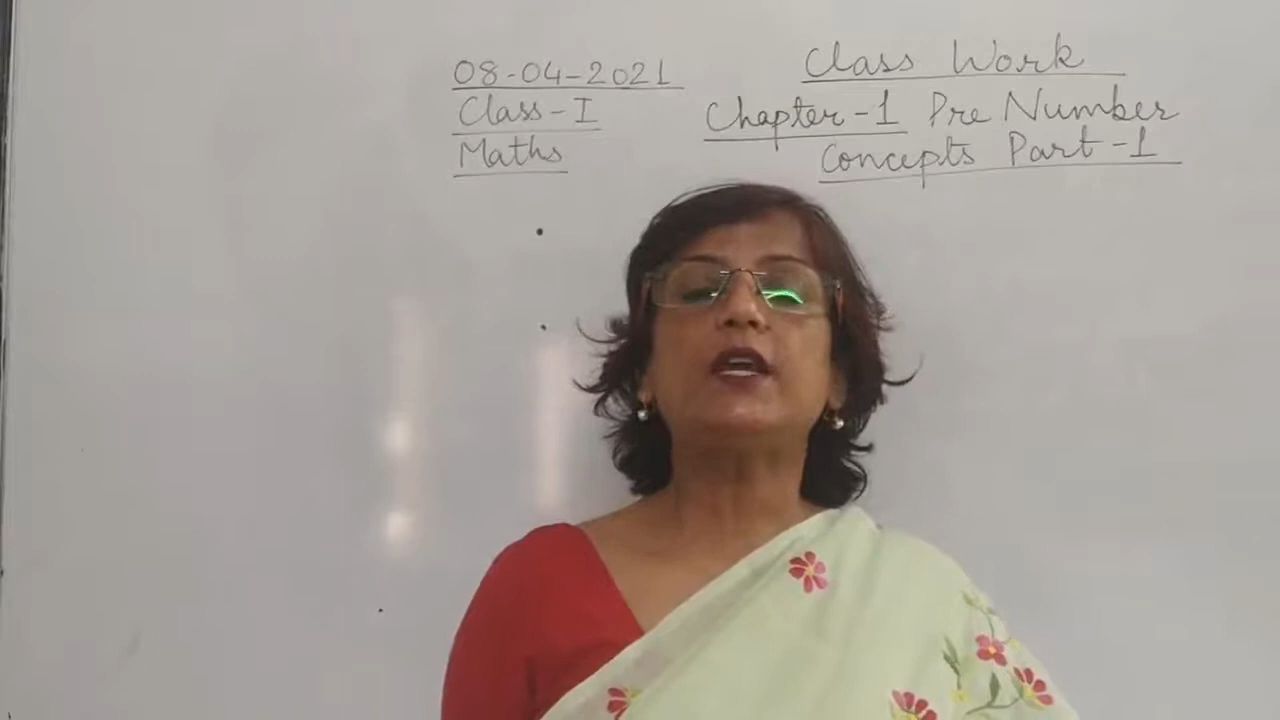 08-04-2021
Class-I
Maths
Class Work
Chapter-1 Pre Number
Concepts Part-1